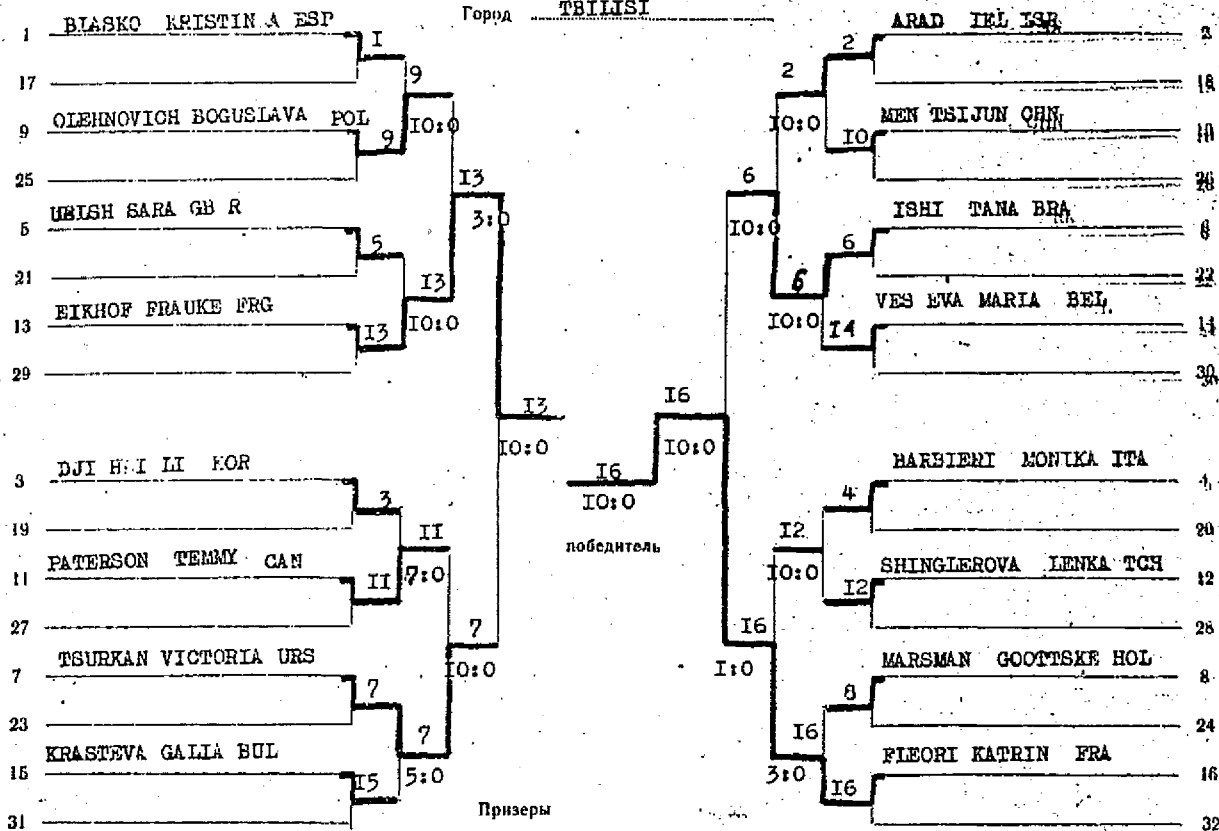 Город TBILISI
1 BLASKO KRISTIN A ESP
I
17
9
OLEHNOVICH BOGUSLAVA POL
IO:0
9 9
25
I3
UELSH SARA GB R
3:0
5 5
21
I3
EIKHOF FRAUKE FRG
IO:0
13 I3
29
I3
IO:0
DJI H I LI KOR
3 3
19
II
PATERSON TEMMY CAN
7:0
11 II
27
7
TSURKAN VICTORIA URS
IO:0
7 7
23
7
KRASTEVA GALIA BUL
5:0
15 I5
31
I6
IO:0
победитель
Призеры
ARAD IEL ISR
2 2
2
18
MEN TSIJUN CHN
IO:0
IO 10
26
6
ISHI TANA BRA
IO:0
6 6
22
6
VES EVA MARIA BEL
IO:0
I4 14
30
I6
IO:0
BARBIERI MONIKA ITA
4 4
20
I2
SHINGLEROVA LENKA TCH
IO:0
I2 12
28
I6
MARSMAN GOOTTSKE HOL
I:0
8 8
24
I6
FLEORI KATRIN FRA
3:0
I6 16
32